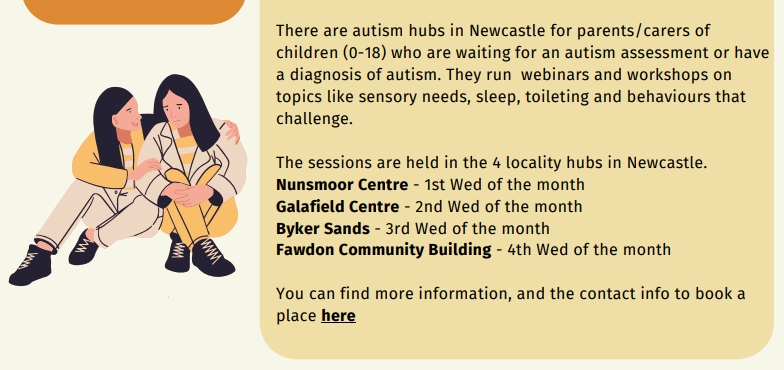 There are autism hubs in Newcastle for parents/carers of
children (0-18) who are waiting for an autism assessment or have
a diagnosis of autism. They run webinars and workshops on
topics like sensory needs, sleep, toileting and behaviours that
challenge.
The sessions are held in the 4 locality hubs in Newcastle.
Nunsmoor Centre - 1st Wed of the month
Galafield Centre - 2nd Wed of the month
Byker Sands - 3rd Wed of the month
Fawdon Community Building - 4th Wed of the month
You can find more information, and the contact info to book a
place here